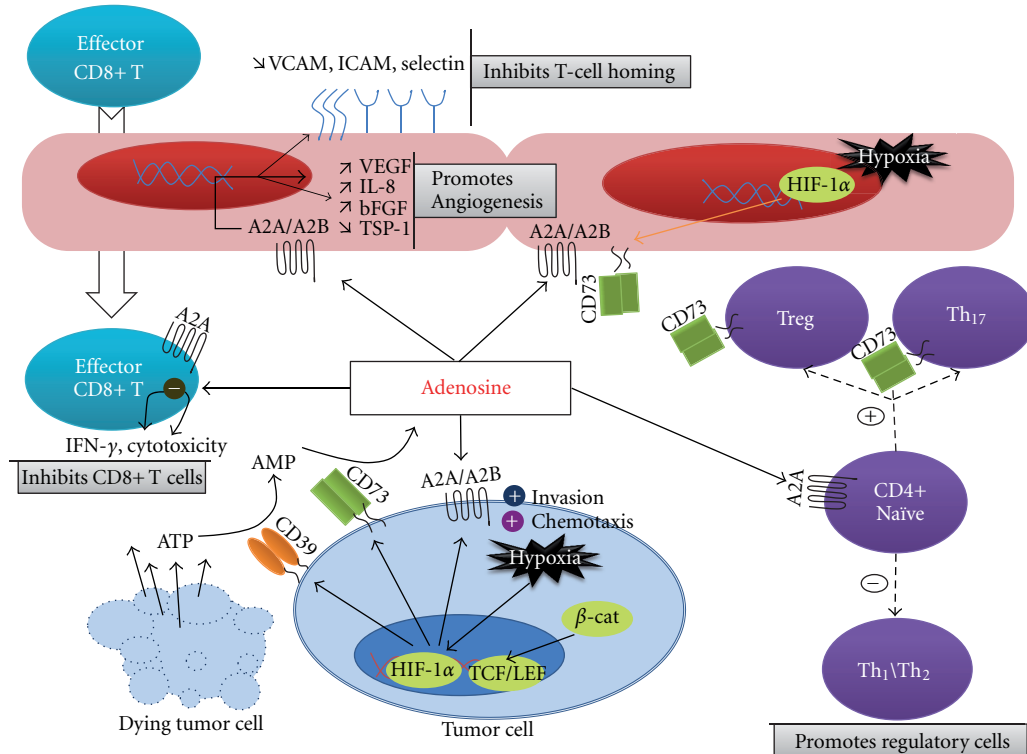 Effector
CD8+ T
↘ VCAM, ICAM, selectin
Inhibits T-cell homing
↗ VEGF
↗ IL-8
↗ bFGF
↘ TSP-1
Promotes
Angiogenesis
A2A/A2B
Hypoxia
HIF-1α
A2A/A2B
CD73
CD73
Treg
Th17
CD73
A2A
Effector
CD8+ T
−
IFN-γ, cytotoxicity
Inhibits CD8+ T cells
Adenosine
+
A2A
CD4+
Naïve
−
Th1\Th2
Promotes regulatory cells
AMP
ATP
CD39
CD73
A2A/A2B
+ Invasion
+ Chemotaxis
Hypoxia
β-cat
HIF-1α
TCF/LEF
Dying tumor cell
Tumor cell